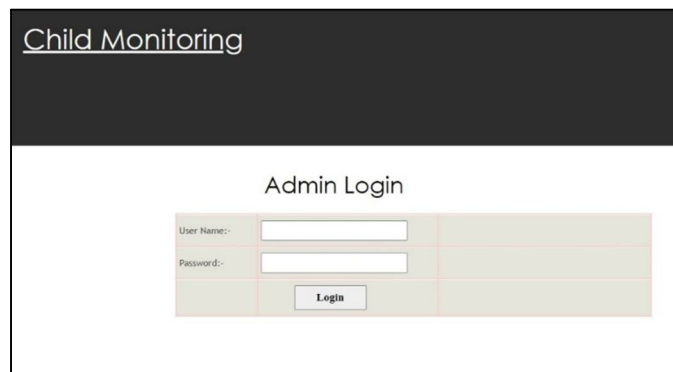 Child Monitoring
Admin Login
User Name:-
Password:-
Login